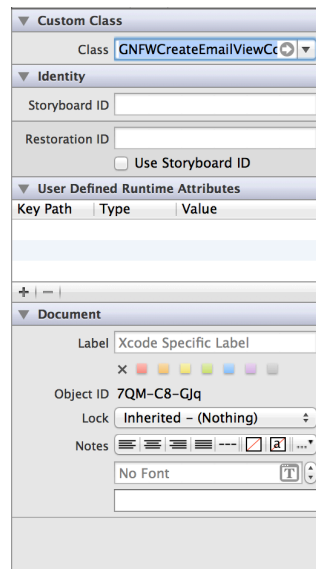 Custom Class
Class GNFWCreateEmailViewCo
Identity
Storyboard ID
Restoration ID
Use Storyboard ID
User Defined Runtime Attributes
Key Path Type Value
Document
Label Xcode Specific Label
Object ID 7QM-C8-GJq
Lock Inherited - (Nothing)
Notes
No Font